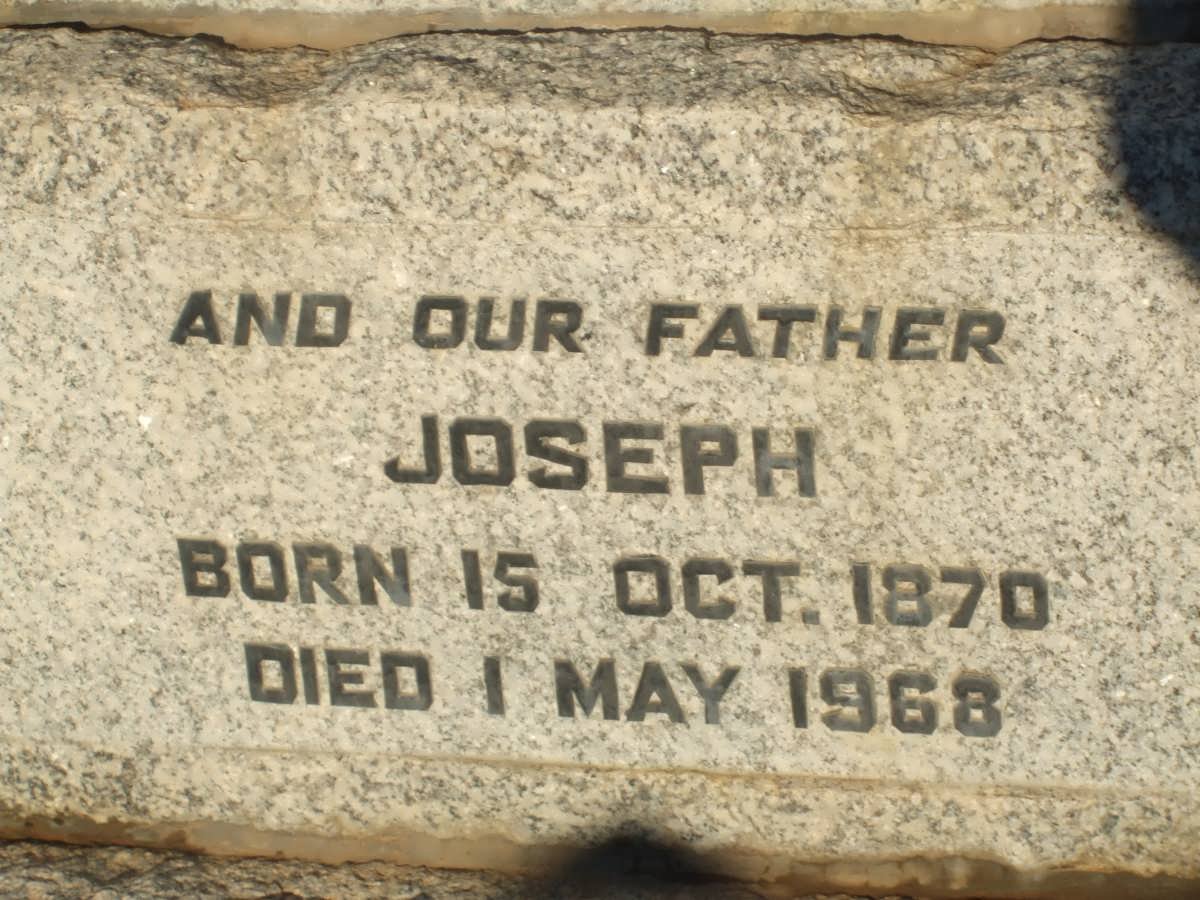 AND OUR FATHER
JOSEPH
BORN 15 OCT. 1870
DIED 1 MAY 1968